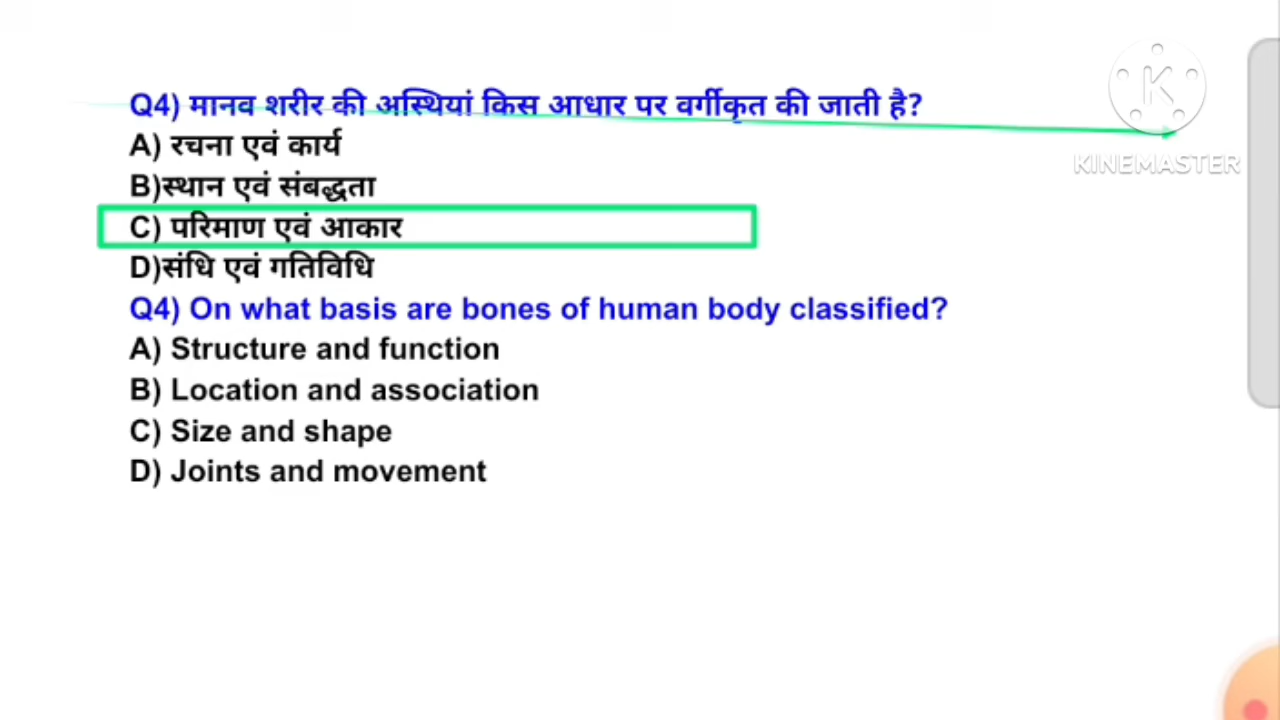 Q4) मानव शरीर की अस्थियां किस आधार पर वर्गीकृत की जाती है?
A) रचना एवं कार्य
B)स्थान एवं संबद्धता
C) परिमाण एवं आकार
D)संधि एवं गतिविधि
Q4) On what basis are bones of human body classified?
A) Structure and function
B) Location and association
C) Size and shape
D) Joints and movement
K
KINEMASTER